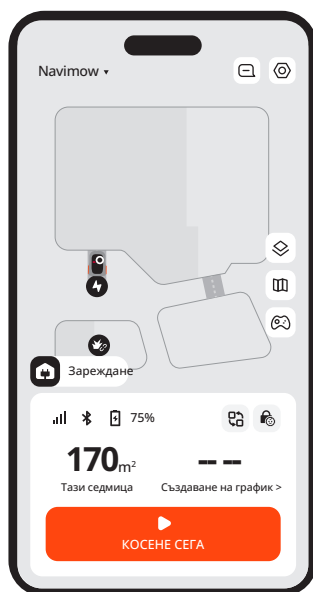 Navimow ▾
Зареждане
75%
170m²
-- --
Тази седмица
Създаване на график >
КОСЕНЕ СЕГА